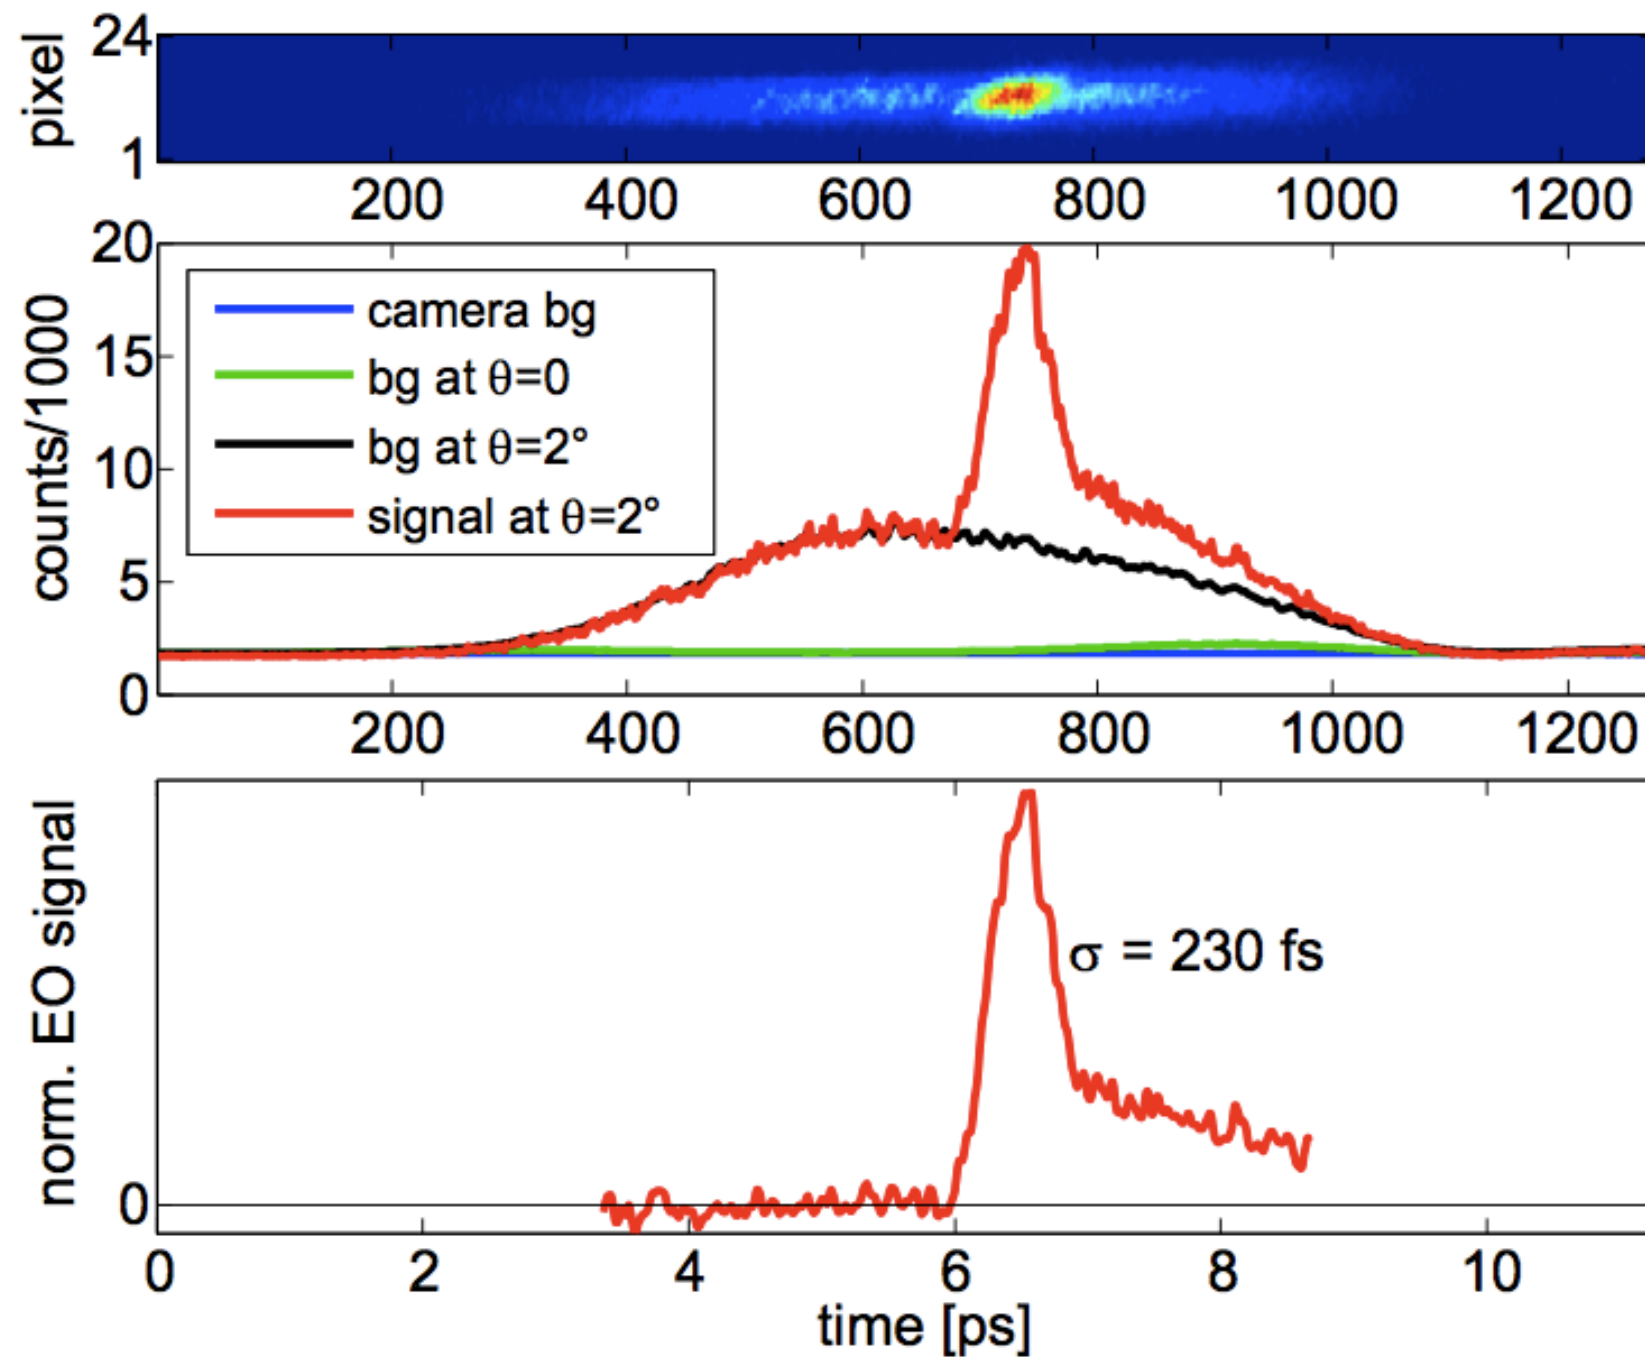 pixel
24
1
200 400 600 800 1000 1200
counts/1000
20
15
10
5
0
camera bg
bg at θ=0
bg at θ=2°
signal at θ=2°
200 400 600 800 1000 1200
norm. EO signal
0
σ = 230 fs
0 2 4 6 8 10
time [ps]